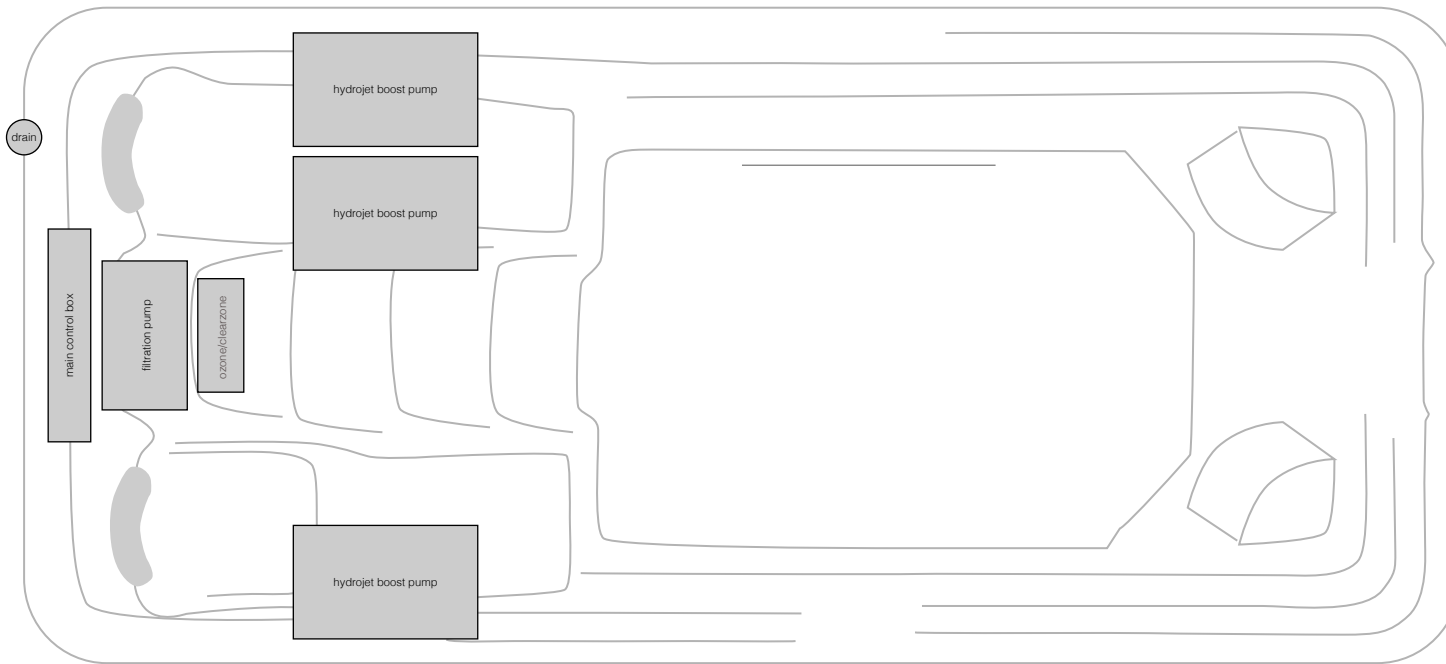 hydrojet boost pump
drain
hydrojet boost pump
main control box
filtration pump
ozone/clearzone
hydrojet boost pump